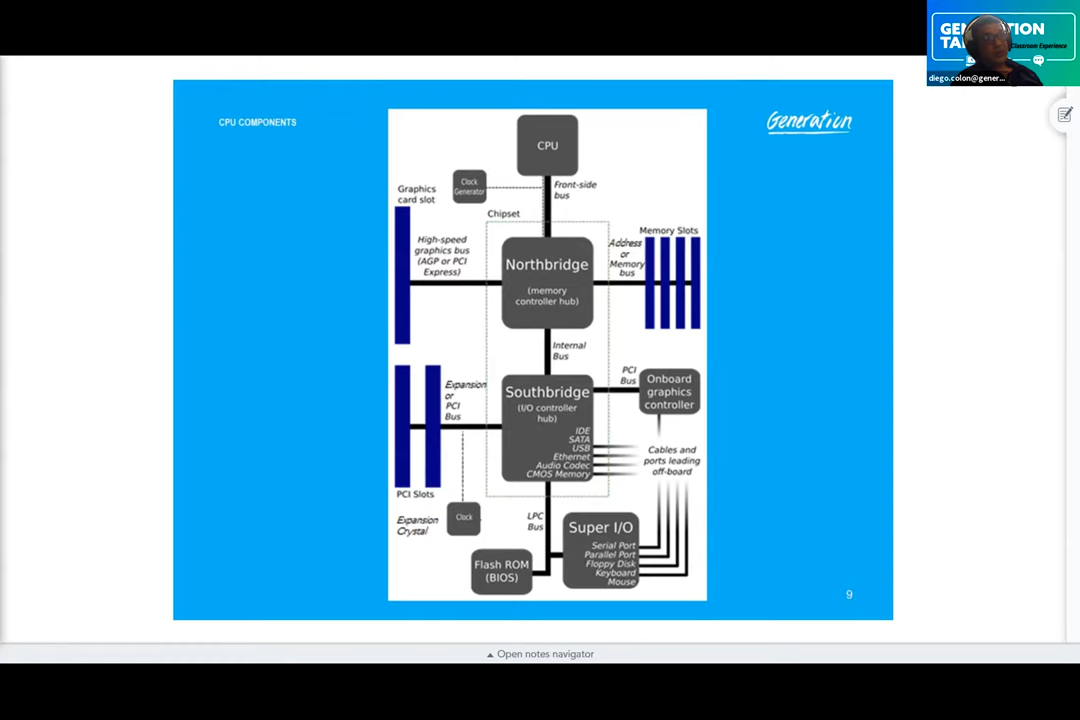 GENERATION
TA
Classroom Experience
diego.colon@gener...
CPU COMPONENTS
Generation
CPU
Clock
Generator
Front-side
bus
Graphics
card slot
Chipset
High-speed
graphics bus
(AGP or PCI
Express)
Northbridge
(memory
controller hub)
Address
or
Memory
bus
Memory Slots
Internal
Bus
Expansion
or
PCI
Bus
Southbridge
(I/O controller
hub)
IDE
SATA
USB
Ethernet
Audio Codec
CMOS Memory
PCI
Bus
Onboard
graphics
controller
Cables and
ports leading
off-board
PCI Slots
Expansion
Crystal
Clock
LPC
Bus
Super I/O
Serial Port
Parallel Port
Floppy Disk
Keyboard
Mouse
Flash ROM
(BIOS)
9
Open notes navigator